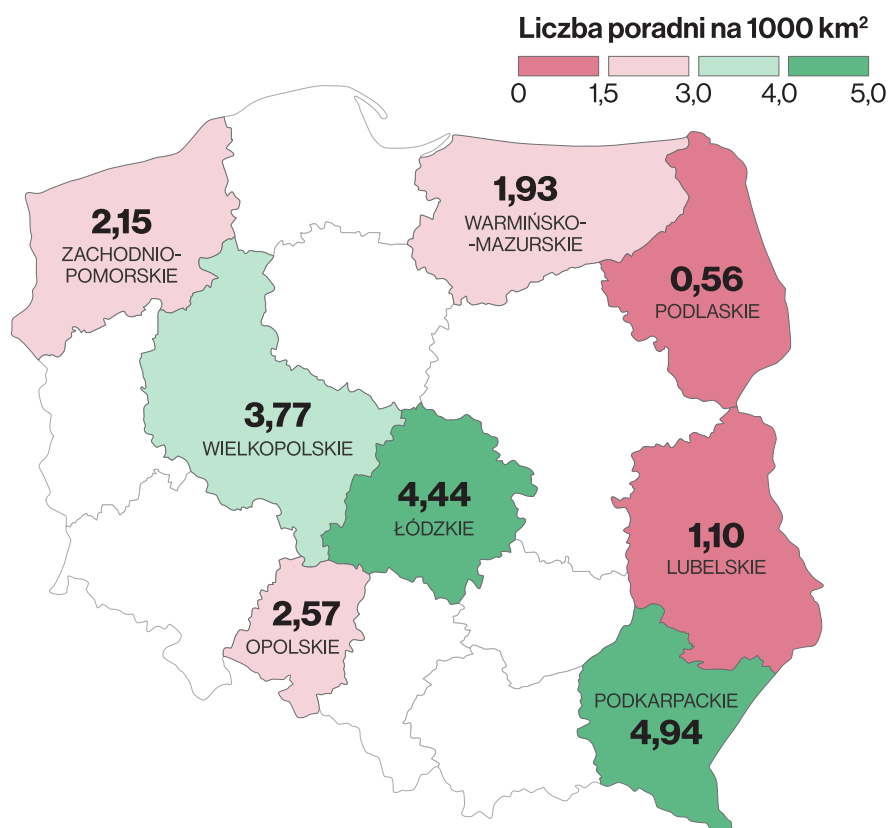 Liczba poradni na 1000 km²
0 1,5 3,0 4,0 5,0
2,15
ZACHODNIO-
POMORSKIE
1,93
WARMIŃSKO-
-MAZURSKIE
0,56
PODLASKIE
3,77
WIELKOPOLSKIE
4,44
ŁÓDZKIE
1,10
LUBELSKIE
2,57
OPOLSKIE
PODKARPACKIE
4,94